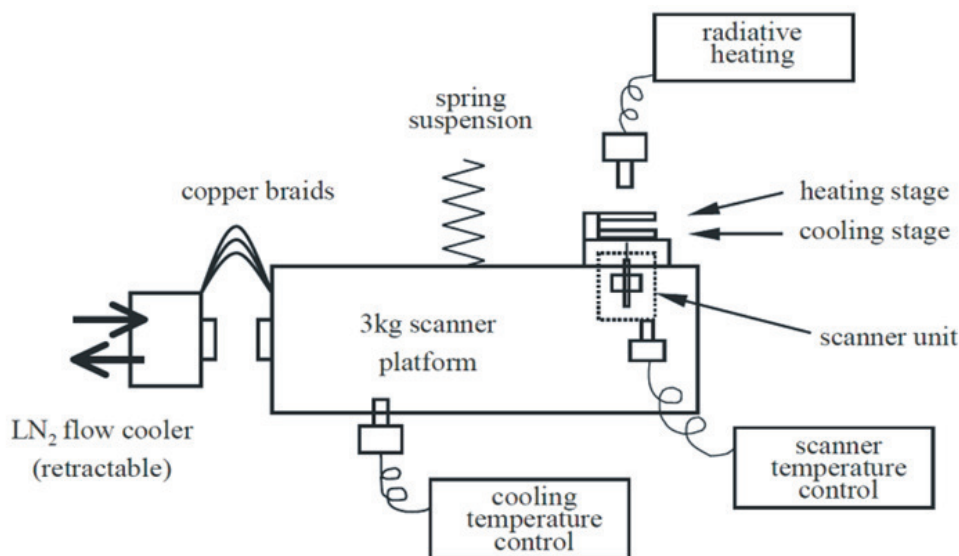 radiative
heating
spring
suspension
copper braids
heating stage
cooling stage
3kg scanner
platform
scanner unit
LN₂ flow cooler
(retractable)
cooling
temperature
control
scanner
temperature
control